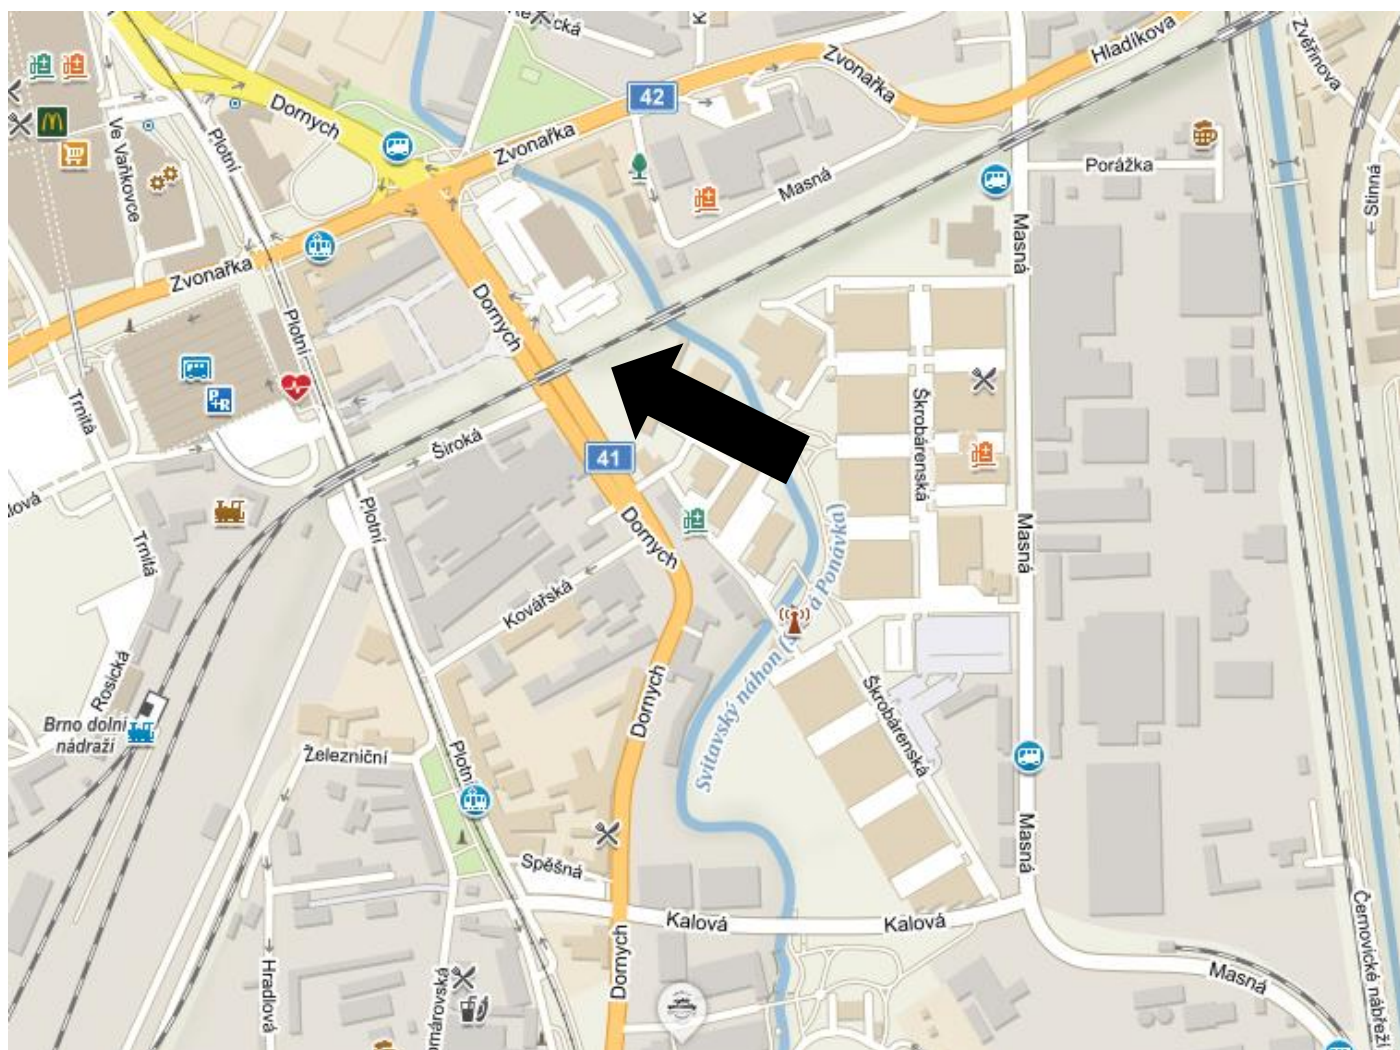 Zvonařka
Hladíkova
Zvěřinova
42
Dornych
Plotní
Ve Vaňkovce
Zvonařka
Masná
Porážka
Stinná
Masná
Zvonařka
Dornych
Plotní
P+R
Trnitá
Široká
Škrobárenská
41
Plotní
Dornych
Masná
Trnitá
Kovářská
Svitavský náhon
á Ponávka)
Rosická
Dornych
Škrobárenská
Brno dolní
nádraží
Železniční
Plotní
Masná
Spěšná
Kalová
Kalová
Dornych
Hradlová
Masná
Černovické nábřeží